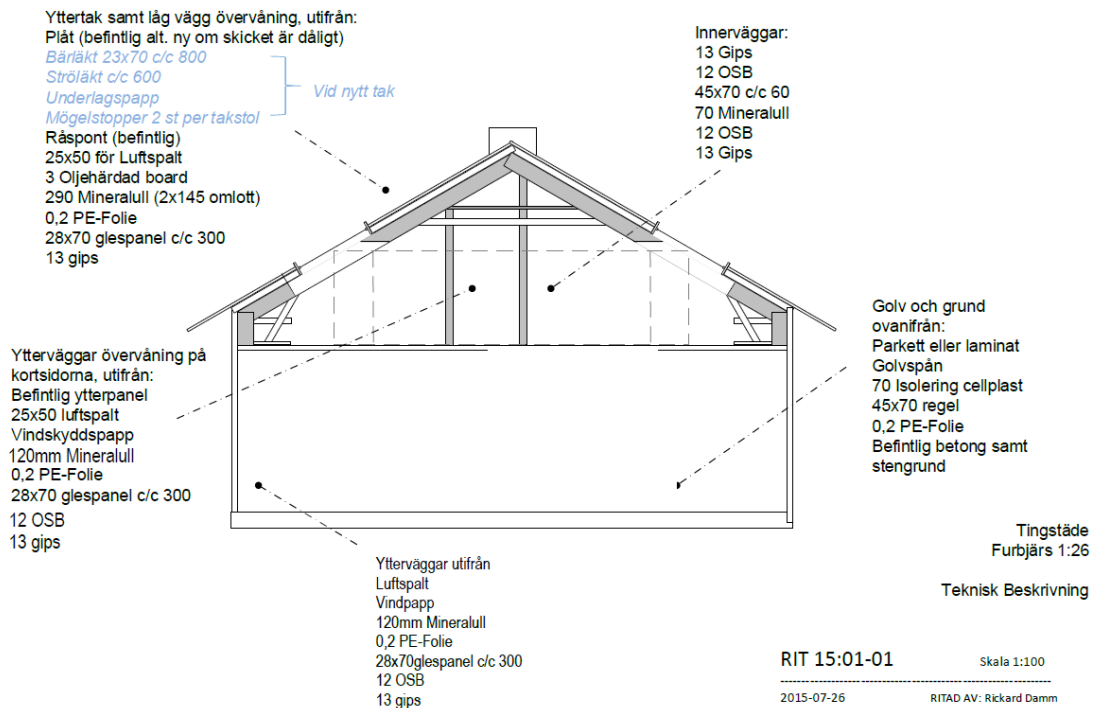 Yttertak samt låg vägg övervåning, utifrån:
Plåt (befintlig alt. ny om skicket är dåligt)
Bärläkt 23x70 c/c 800
Ströläkt c/c 600
Underlagspapp
Mögelstopper 2 st per takstol
Vid nytt tak
Råspont (befintlig)
25x50 för Luftspalt
3 Oljehärdad board
290 Mineralull (2x145 omlott)
0,2 PE-Folie
28x70 glespanel c/c 300
13 gips
Innerväggar:
13 Gips
12 OSB
45x70 c/c 60
70 Mineralull
12 OSB
13 Gips
Ytterväggar övervåning på
kortsidorna, utifrån:
Befintlig ytterpanel
25x50 luftspalt
Vindskyddspapp
120mm Mineralull
0,2 PE-Folie
28x70 glespanel c/c 300
12 OSB
13 gips
Golv och grund
ovanifrån:
Parkett eller laminat
Golvspån
70 Isolering cellplast
45x70 regel
0,2 PE-Folie
Befintlig betong samt
stengrund
Ytterväggar utifrån
Luftspalt
Vindpapp
120mm Mineralull
0,2 PE-Folie
28x70glespanel c/c 300
12 OSB
13 gips
Tingstäde
Furbjärs 1:26
Teknisk Beskrivning
RIT 15:01-01
Skala 1:100
2015-07-26
RITAD AV: Rickard Damm